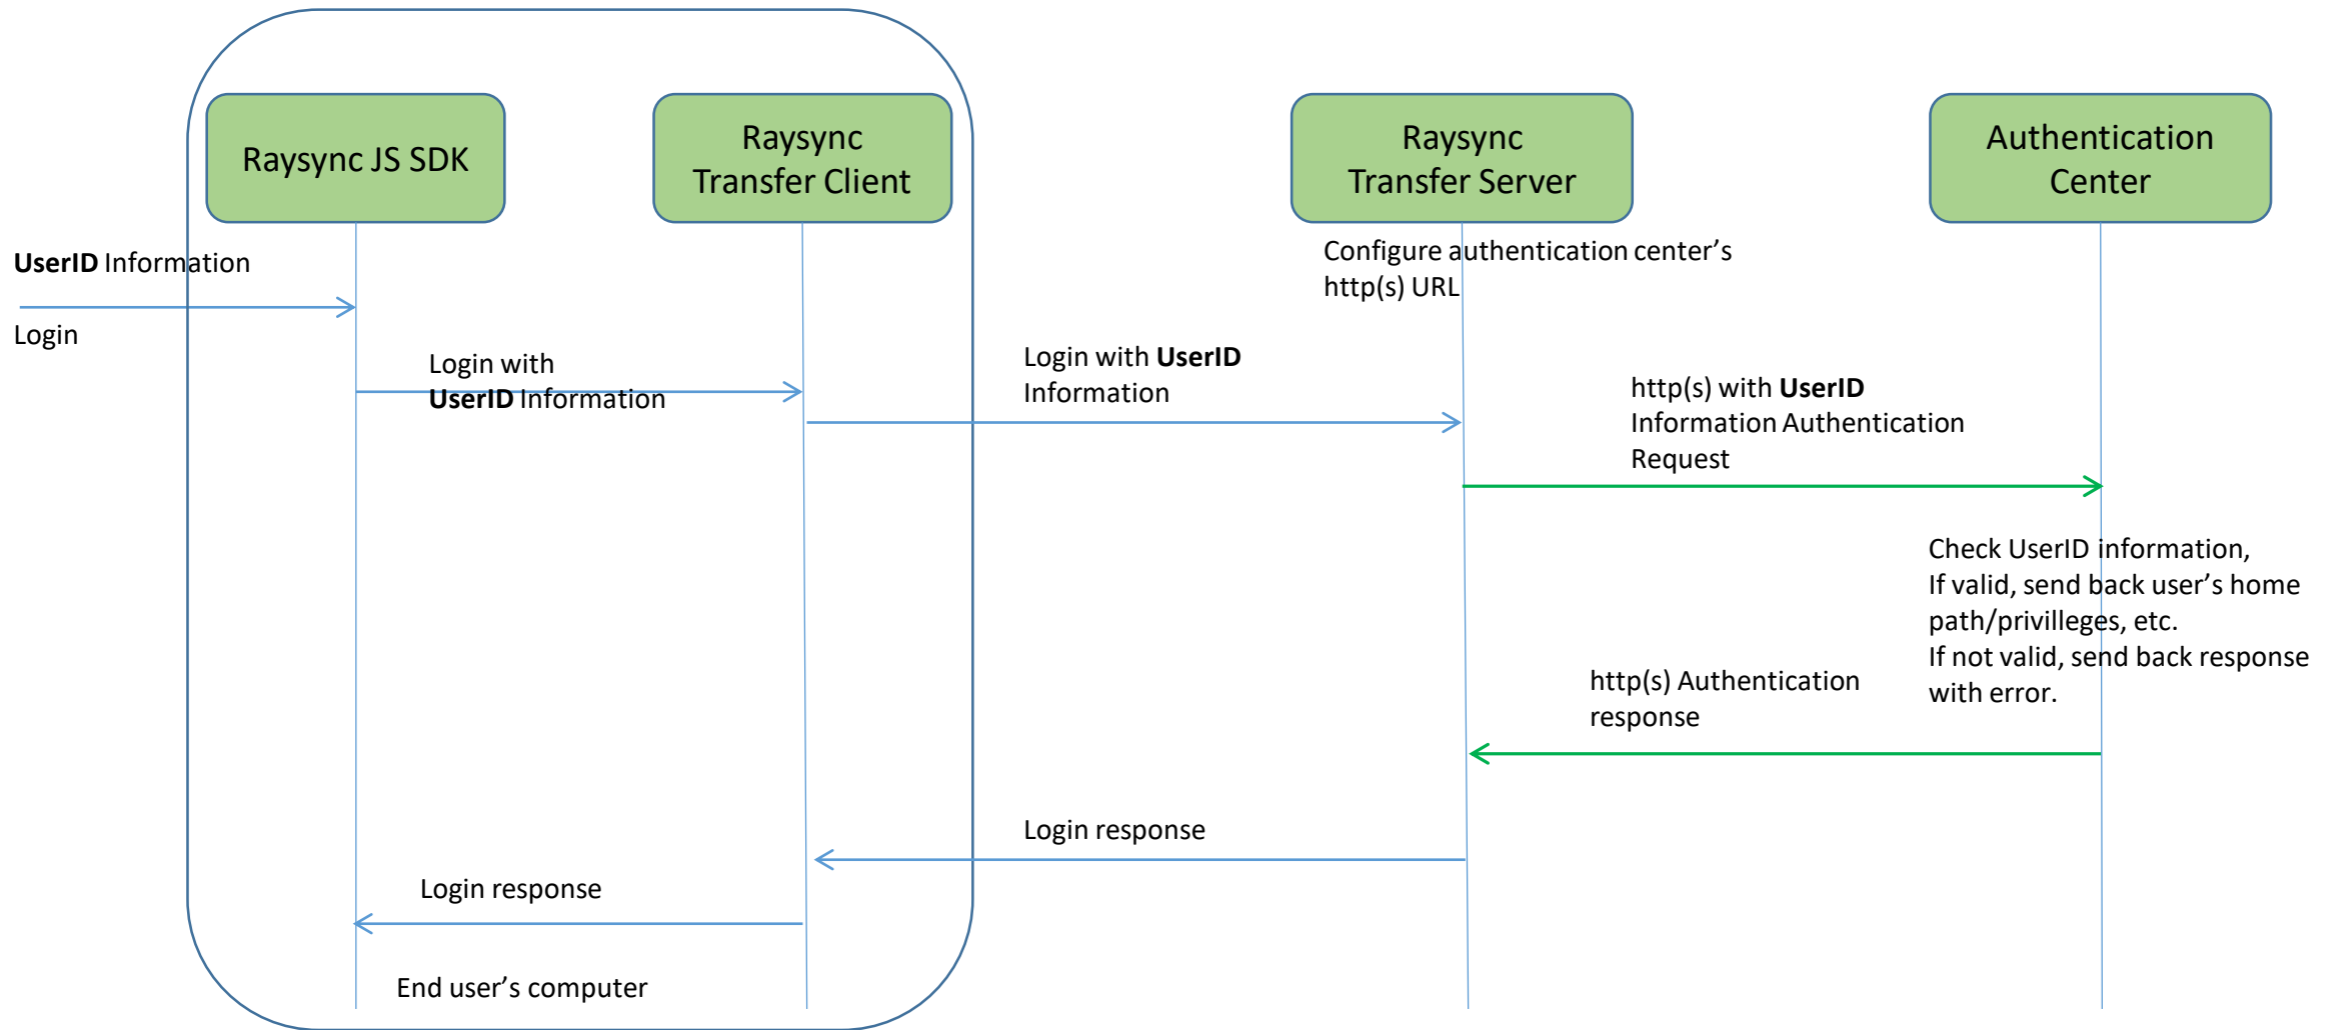 Raysync JS SDK
Raysync
Transfer Client
Raysync
Transfer Server
Authentication
Center
UserID Information
Login
Configure authentication center’s
http(s) URL
Login with
UserID Information
Login with UserID
Information
http(s) with UserID
Information Authentication
Request
Check UserID information,
If valid, send back user’s home
path/privilleges, etc.
If not valid, send back response
with error.
http(s) Authentication
response
Login response
Login response
End user’s computer